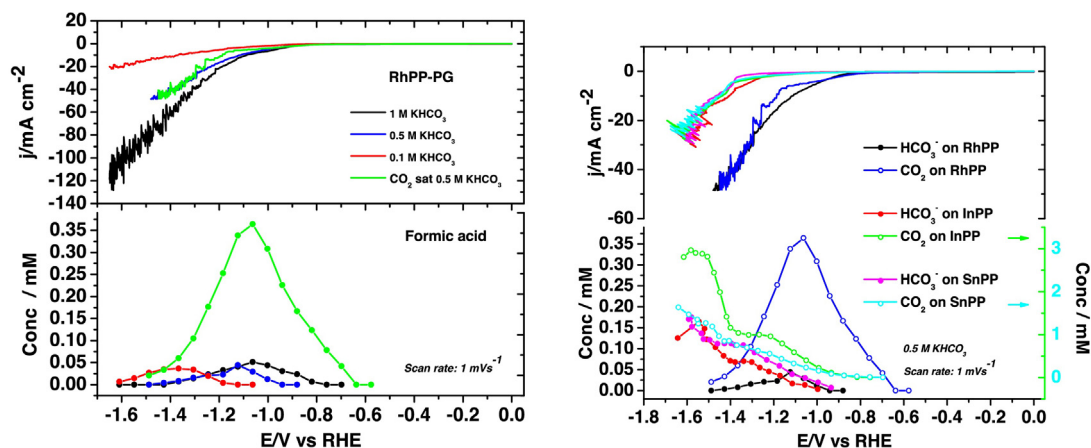 0
-20
-40
-60
-80
-100
-120
-140
j/mA cm⁻²
RhPP-PG
1 M KHCO₃
0.5 M KHCO₃
0.1 M KHCO₃
CO₂ sat 0.5 M KHCO₃
0.35
0.30
0.25
0.20
0.15
0.10
0.05
0.00
Conc / mM
Formic acid
Scan rate: 1 mVs⁻¹
-1.6 -1.4 -1.2 -1.0 -0.8 -0.6 -0.4 -0.2 0.0
E/V vs RHE
0
-20
-40
-60
j/mA cm⁻²
HCO₃⁻ on RhPP
CO₂ on RhPP
HCO₃⁻ on InPP
CO₂ on InPP
HCO₃⁻ on SnPP
CO₂ on SnPP
0.35
0.30
0.25
0.20
0.15
0.10
0.05
0.00
Conc / mM
3
2
1
0
Conc / mM
0.5 M KHCO₃
Scan rate: 1 mVs⁻¹
-1.8 -1.6 -1.4 -1.2 -1.0 -0.8 -0.6 -0.4 -0.2 0.0
E/V vs RHE